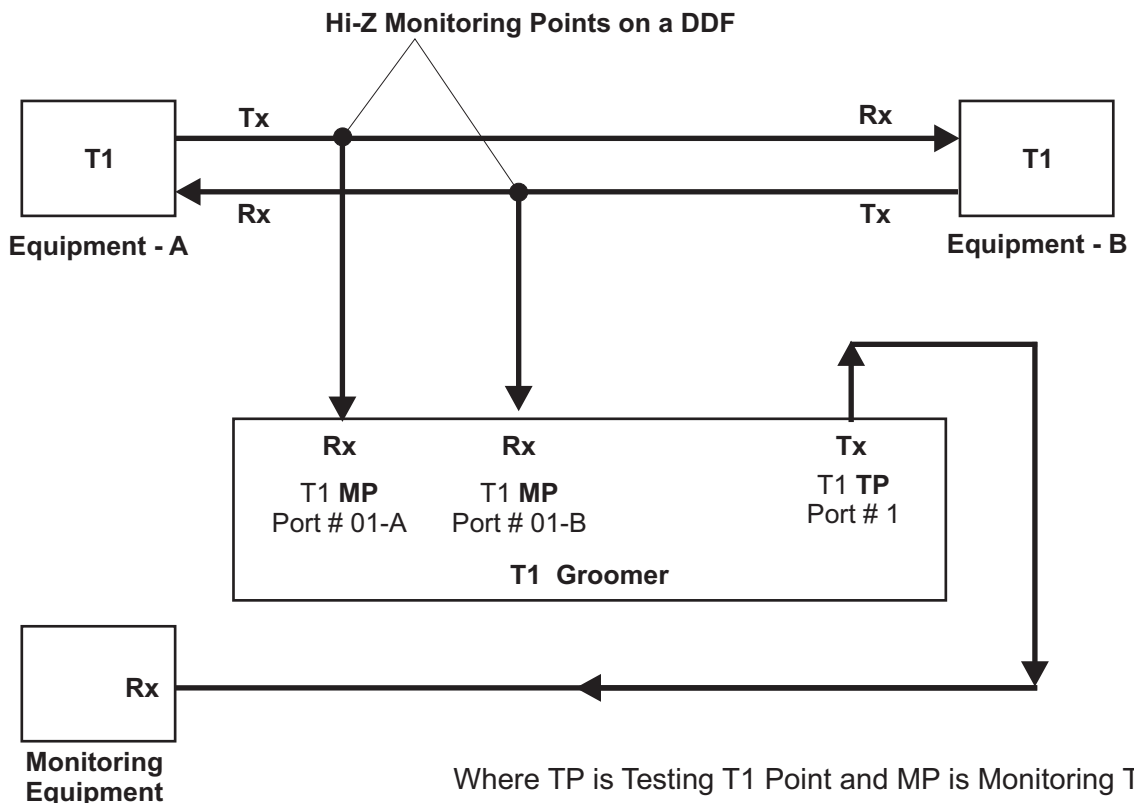 Hi-Z Monitoring Points on a DDF
Tx
Rx
T1
T1
Rx
Tx
Equipment - A
Equipment - B
Rx
Rx
Tx
T1 MP
T1 MP
T1 TP
Port # 01-A
Port # 01-B
Port # 1
T1 Groomer
Rx
Monitoring
Equipment
Where TP is Testing T1 Point and MP is Monitoring T